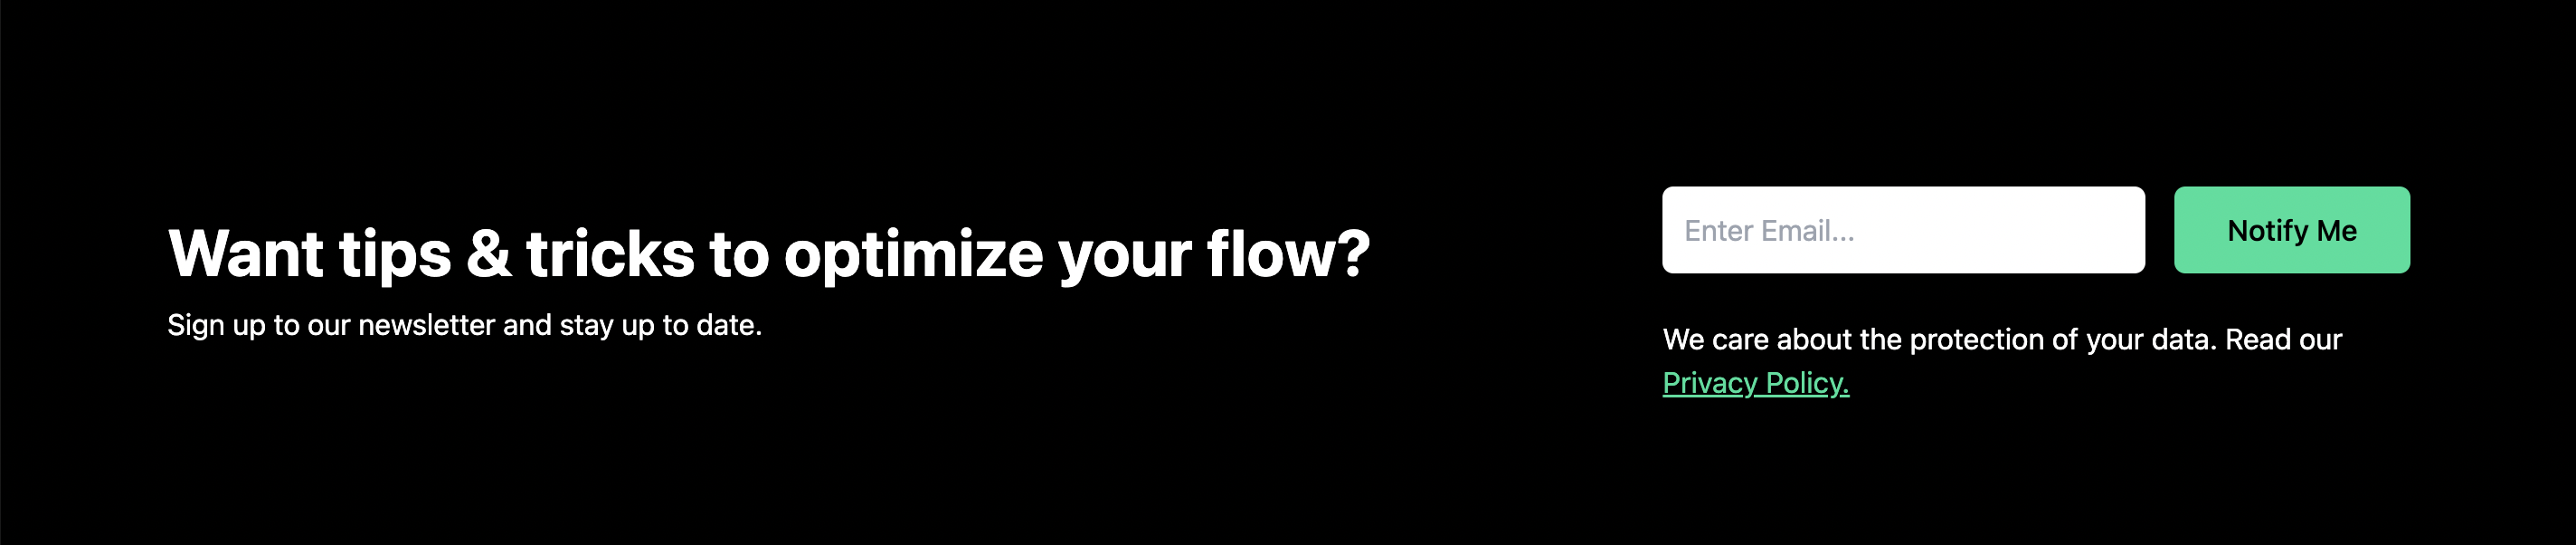 Want tips & tricks to optimize your flow?
Sign up to our newsletter and stay up to date.
Enter Email...
Notify Me
We care about the protection of your data. Read our
Privacy Policy.